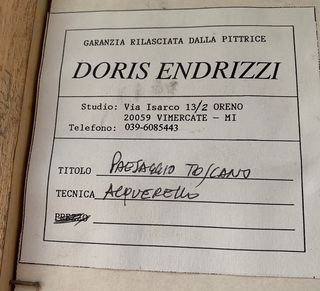 GARANZIA RILASCIATA DALLA PITTRICE
DORIS ENDRIZZI
Studio: Via Isarco 13/2 ORENO
20059 VIMERCATE - MI
Telefono: 039-6085443
TITOLO PAESAGGIO TOSCANO
TECNICA ACQUERELLO
PREZZO